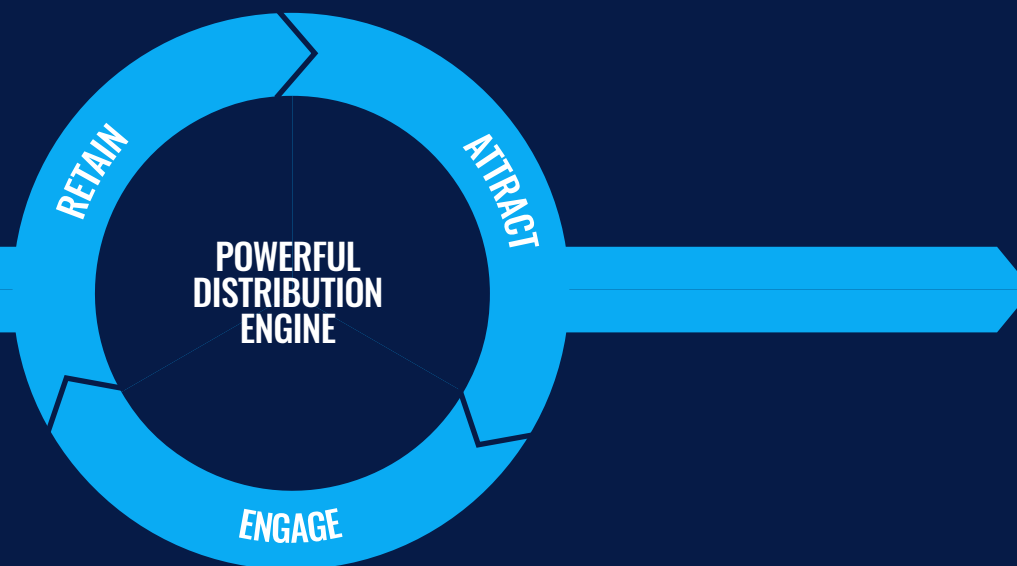 RETAIN
ATTRACT
POWERFUL
DISTRIBUTION
ENGINE
ENGAGE